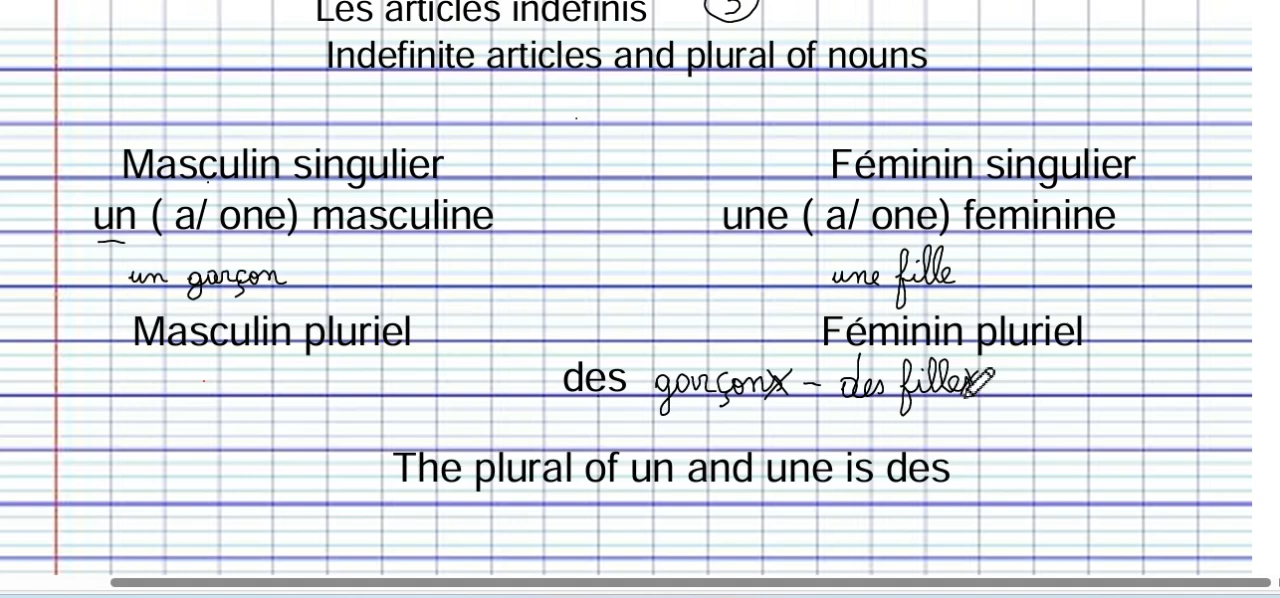 Les articles indéfinis 3
Indefinite articles and plural of nouns
Masculin singulier Féminin singulier
un ( a/ one) masculine une ( a/ one) feminine
un garçon une fille
Masculin pluriel Féminin pluriel
des garçons - des filles
The plural of un and une is des